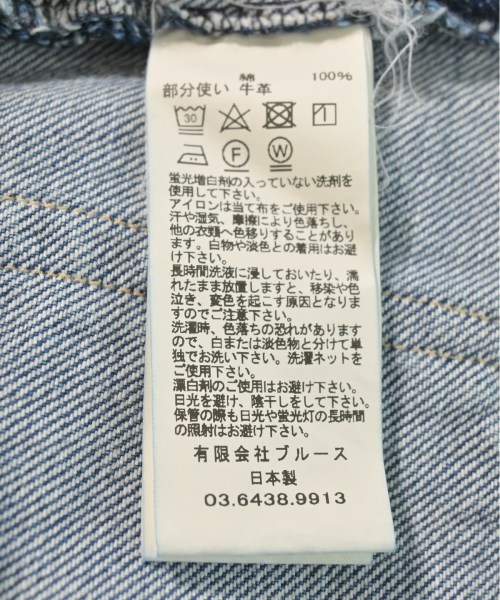 綿 100%
部分使い 牛革
30
F W
蛍光増白剤の入っていない洗剤を
使用して下さい。
アイロンは当て布をご使用下さい。
汗や湿気、摩擦により色落ちし、
他の衣類へ色移りすることがあり
ます。白物や淡色との着用はお避
け下さい。
長時間洗液に浸しておいたり、濡
れたまま放置しますと、移染や色
泣き、変色を起こす原因となりま
すのでご注意下さい。
洗濯時、色落ちの恐れがあります
ので、白または淡色物と分けて単
独でお洗い下さい。洗濯ネットを
ご使用下さい。
漂白剤のご使用はお避け下さい。
日光を避け、陰干しをして下さい。
保管の際も日光や蛍光灯の長時間
の照射はお避け下さい。
有限会社ブルース
日本製
03.6438.9913